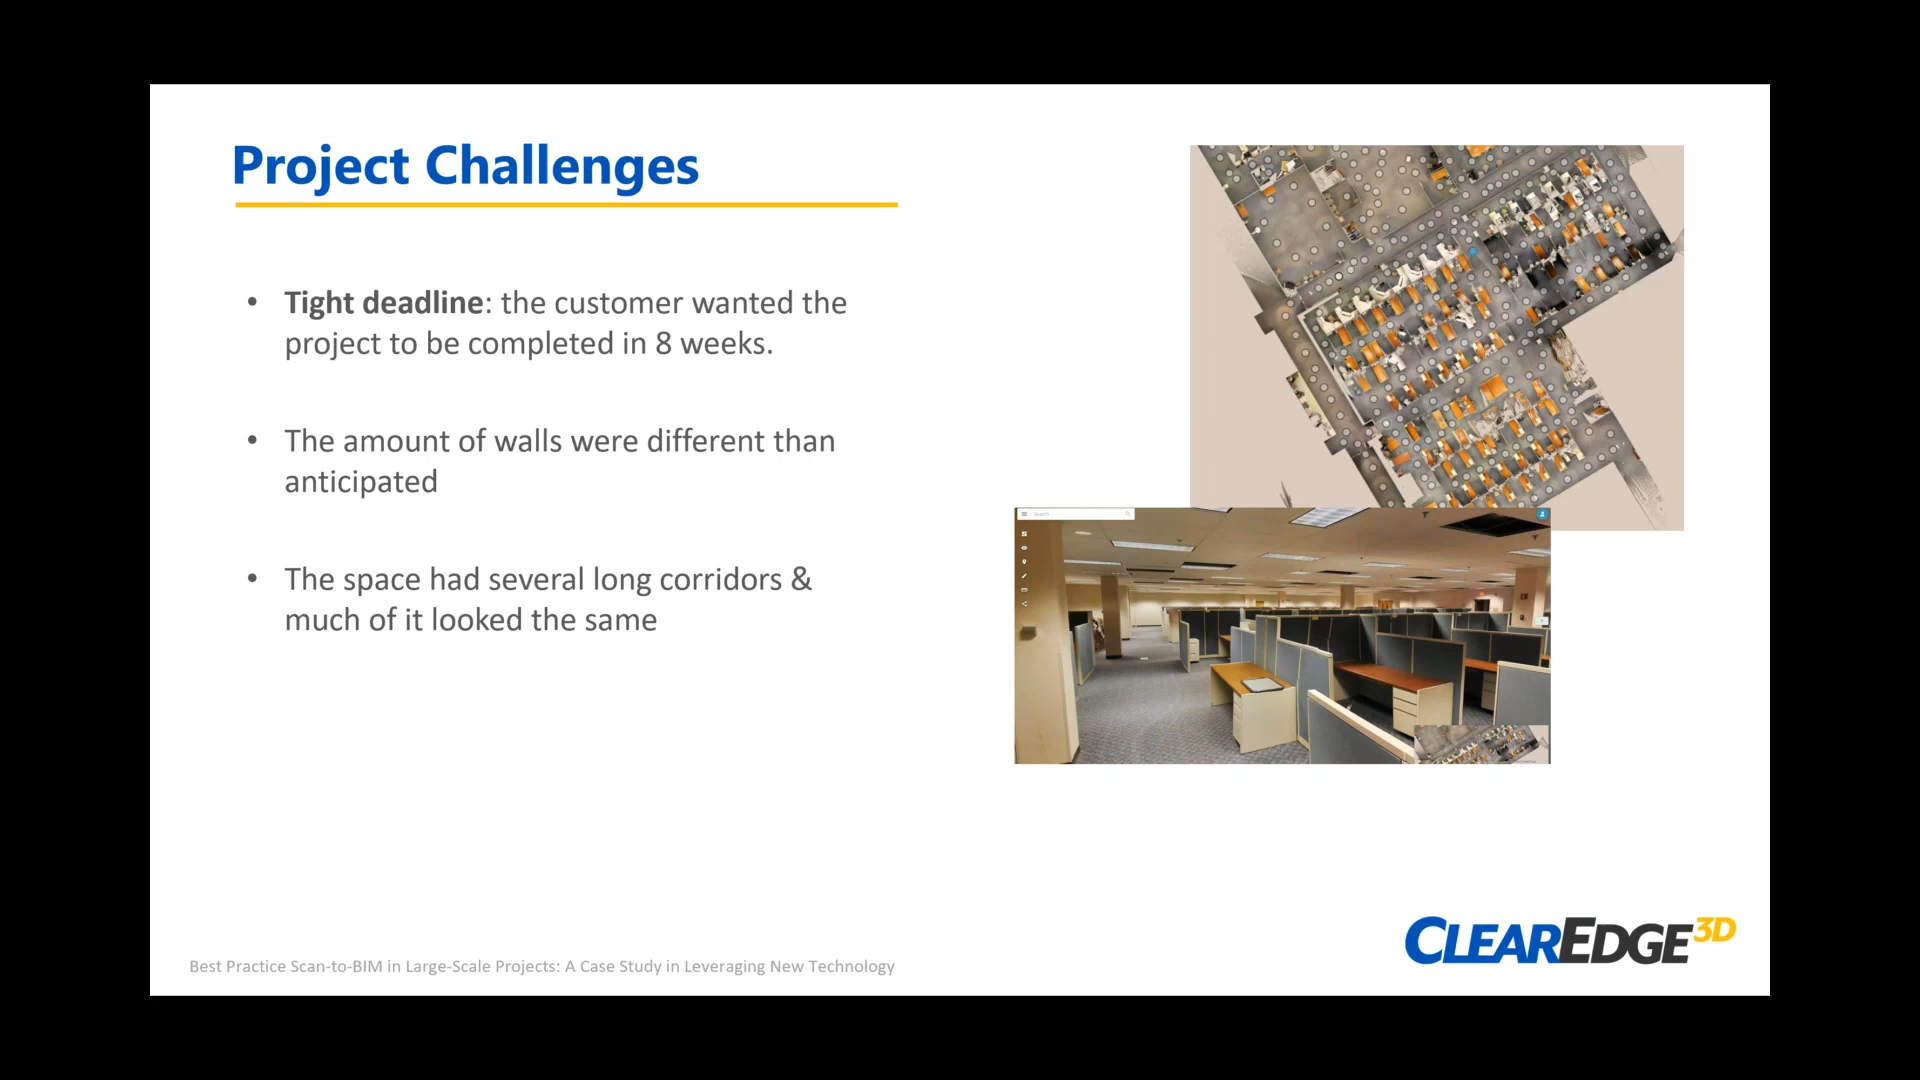 Project Challenges
• Tight deadline: the customer wanted the
project to be completed in 8 weeks.
• The amount of walls were different than
anticipated
• The space had several long corridors &
much of it looked the same
Search
Best Practice Scan-to-BIM in Large-Scale Projects: A Case Study in Leveraging New Technology
CLEAREDGE3D